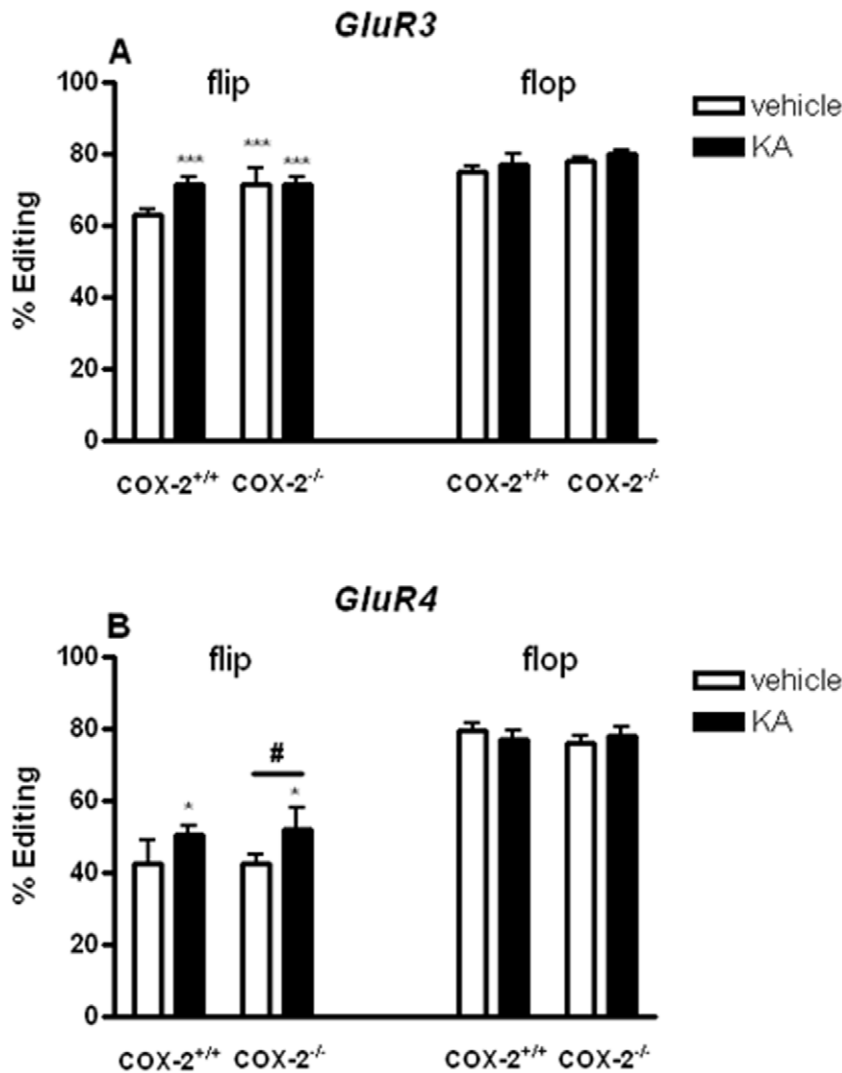 GluR3
A
flip
flop
vehicle
KA
100
80
60
40
20
0
% Editing
*** *** ***
COX-2+/+ COX-2-/- COX-2+/+ COX-2-/-
GluR4
B
flip
flop
vehicle
KA
100
80
60
40
20
0
% Editing
#
* *
COX-2+/+ COX-2-/- COX-2+/+ COX-2-/-